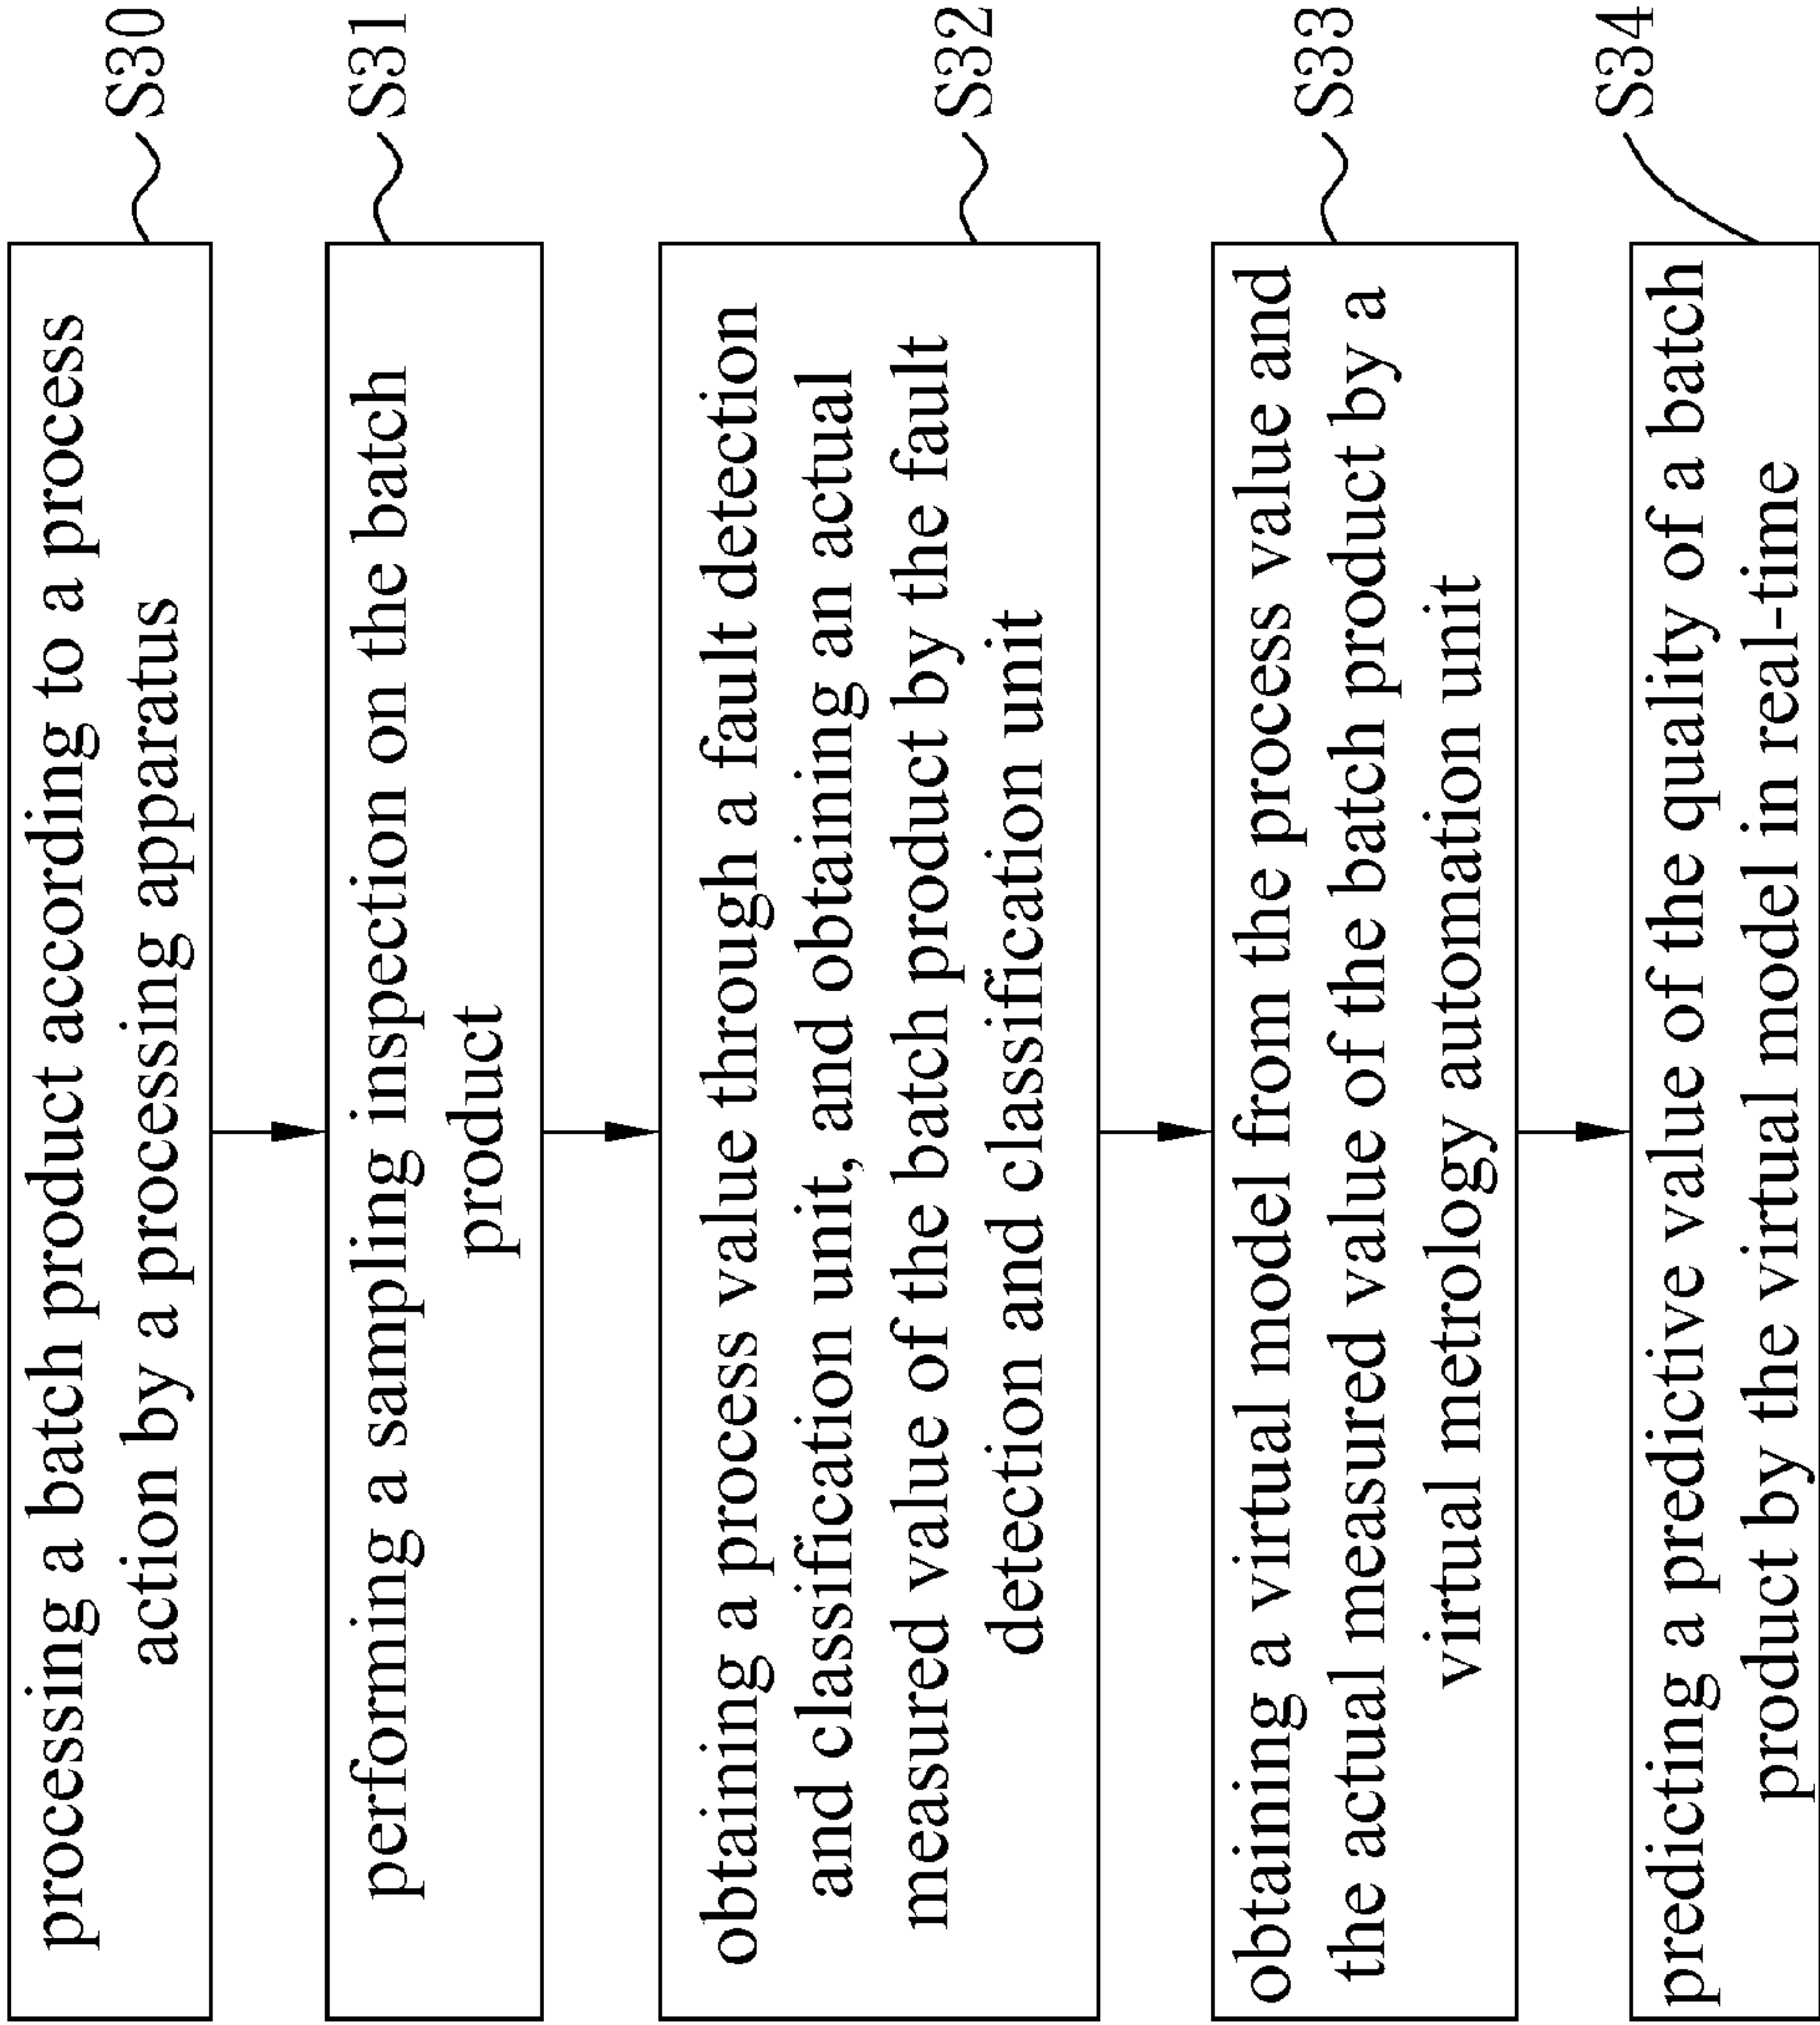 processing a batch product according to a process
action by a processing apparatus
S30
performing a sampling inspection on the batch
product
S31
obtaining a process value through a fault detection
and classification unit, and obtaining an actual
measured value of the batch product by the fault
detection and classification unit
S32
obtaining a virtual model from the process value and
the actual measured value of the batch product by a
virtual metrology automation unit
S33
predicting a predictive value of the quality of a batch
product by the virtual model in real-time
S34